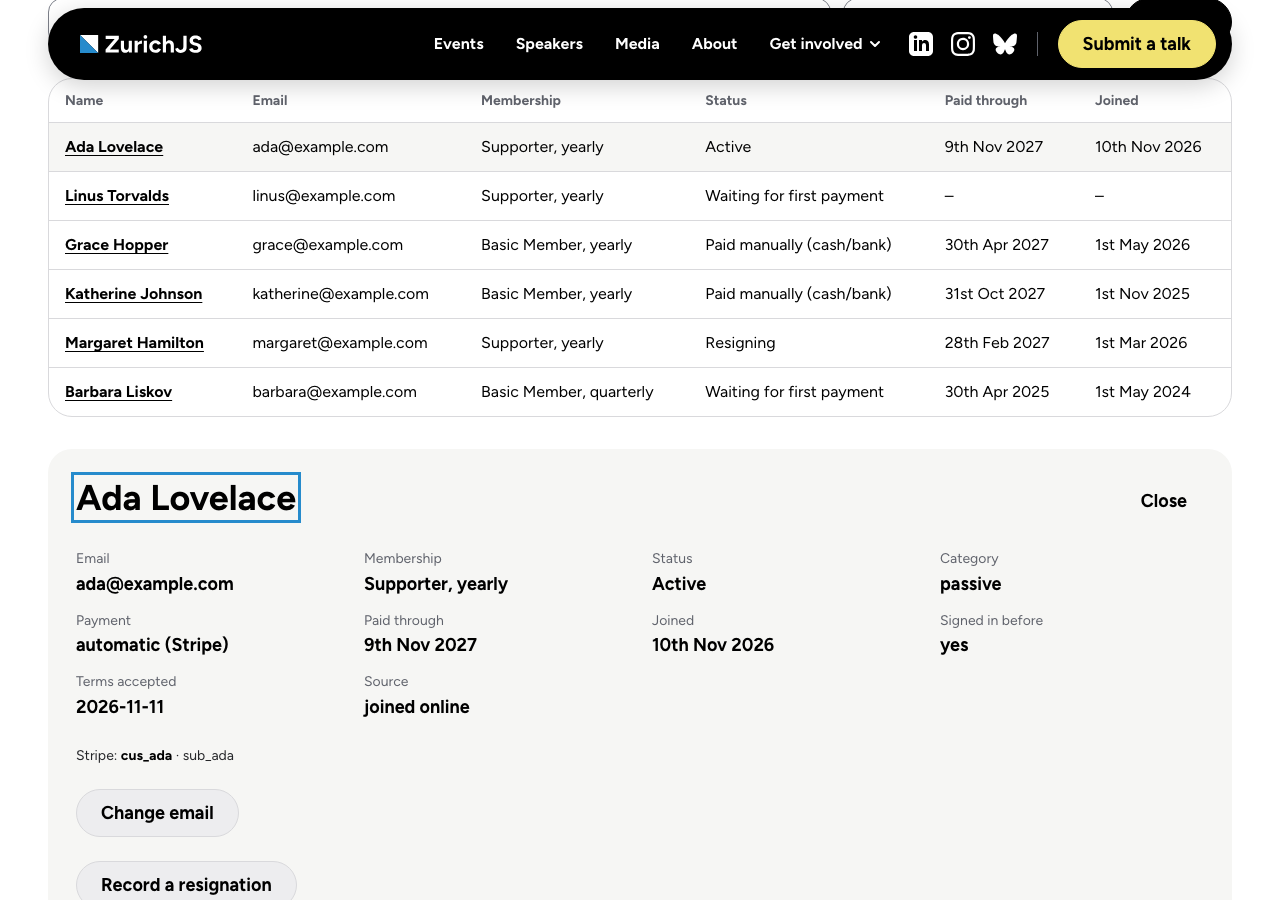 ZurichJS Events Speakers Media About Get involved Submit a talk
Name Email Membership Status Paid through Joined
Ada Lovelace ada@example.com Supporter, yearly Active 9th Nov 2027 10th Nov 2026
Linus Torvalds linus@example.com Supporter, yearly Waiting for first payment – –
Grace Hopper grace@example.com Basic Member, yearly Paid manually (cash/bank) 30th Apr 2027 1st May 2026
Katherine Johnson katherine@example.com Basic Member, yearly Paid manually (cash/bank) 31st Oct 2027 1st Nov 2025
Margaret Hamilton margaret@example.com Supporter, yearly Resigning 28th Feb 2027 1st Mar 2026
Barbara Liskov barbara@example.com Basic Member, quarterly Waiting for first payment 30th Apr 2025 1st May 2024
Ada Lovelace Close
Email Membership Status Category
ada@example.com Supporter, yearly Active passive
Payment Paid through Joined Signed in before
automatic (Stripe) 9th Nov 2027 10th Nov 2026 yes
Terms accepted Source
2026-11-11 joined online
Stripe: cus_ada · sub_ada
Change email
Record a resignation